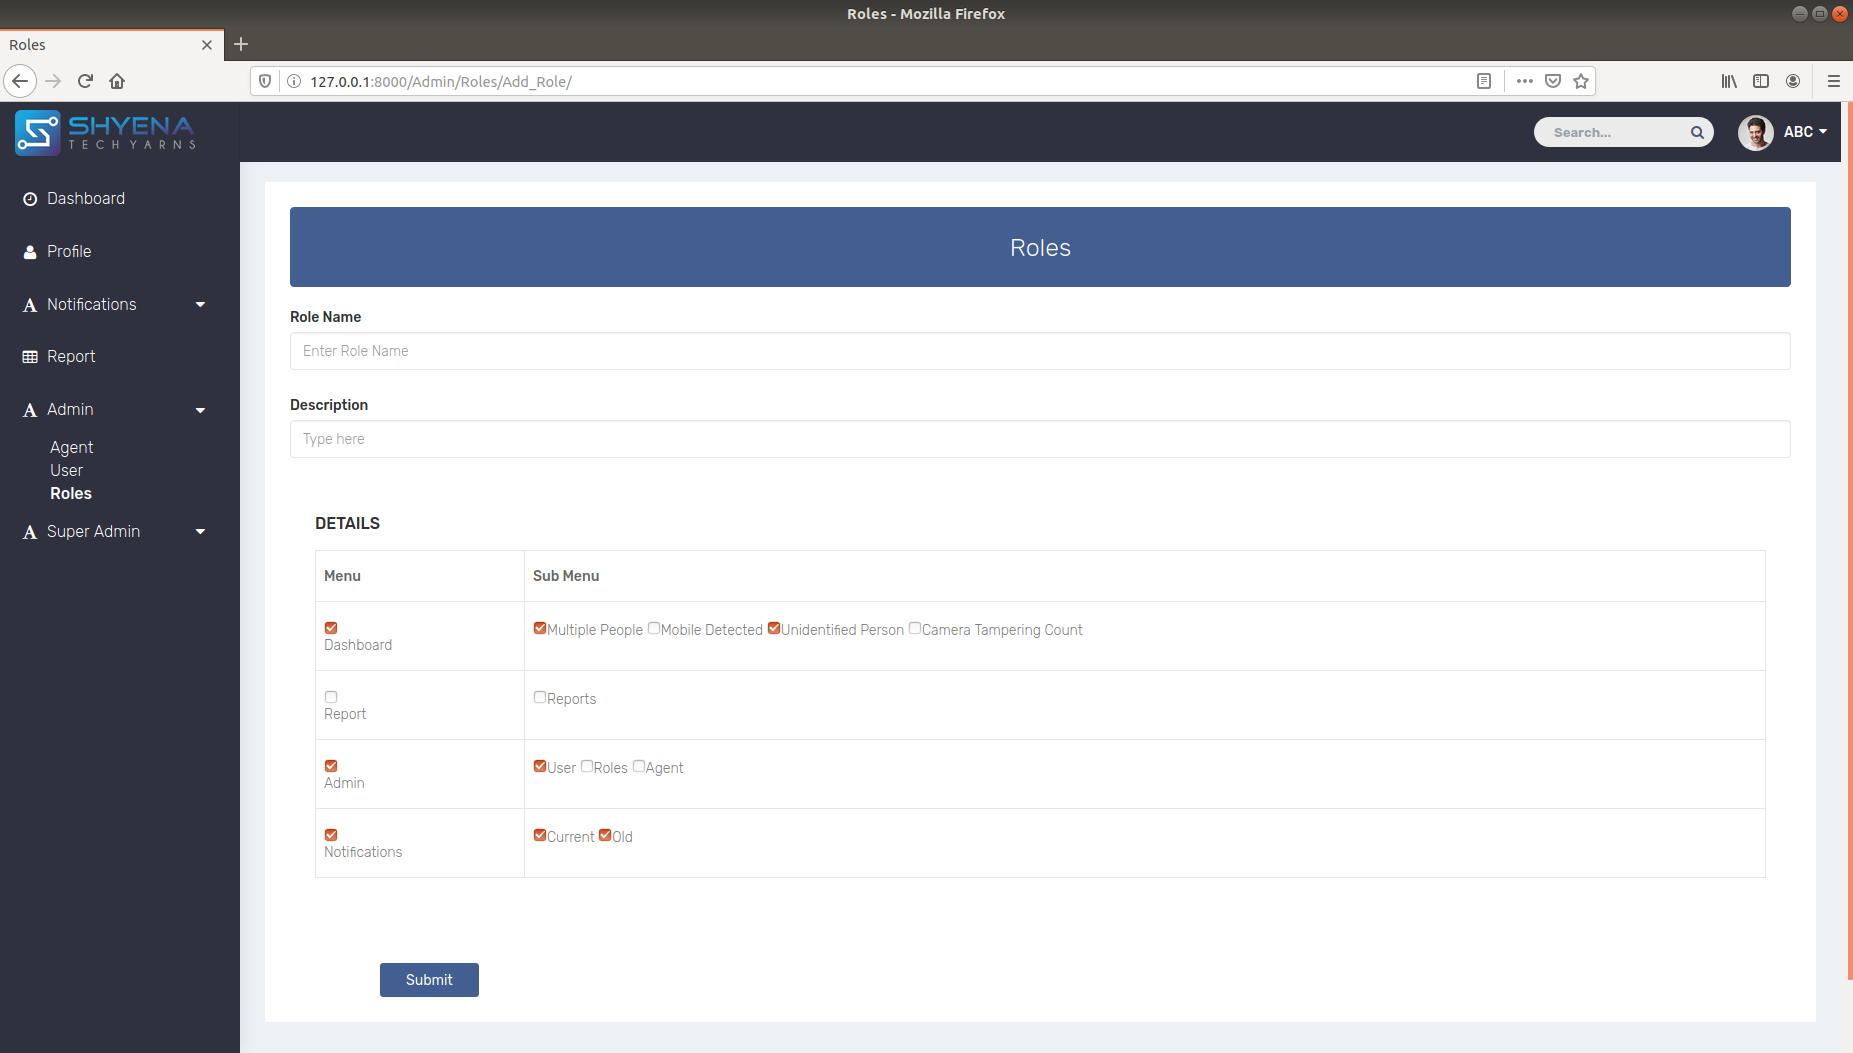 Roles - Mozilla Firefox
Roles
127.0.0.1:8000/Admin/Roles/Add_Role/
SHYENA
TECHYARNS
Search...
ABC
Dashboard
Profile
A Notifications
Report
A Admin
Agent
User
Roles
A Super Admin
Roles
Role Name
Enter Role Name
Description
Type here
DETAILS
Menu Sub Menu
Dashboard
Multiple People Mobile Detected Unidentified Person Camera Tampering Count
Report
Reports
Admin
User Roles Agent
Notifications
Current Old
Submit